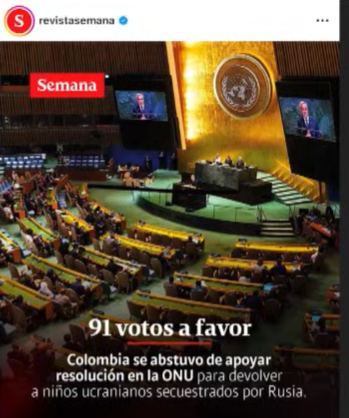 revistasemana
Semana
91 votos a favor
Colombia se abstuvo de apoyar
resolución en la ONU para devolver
a niños ucranianos secuestrados por Rusia.